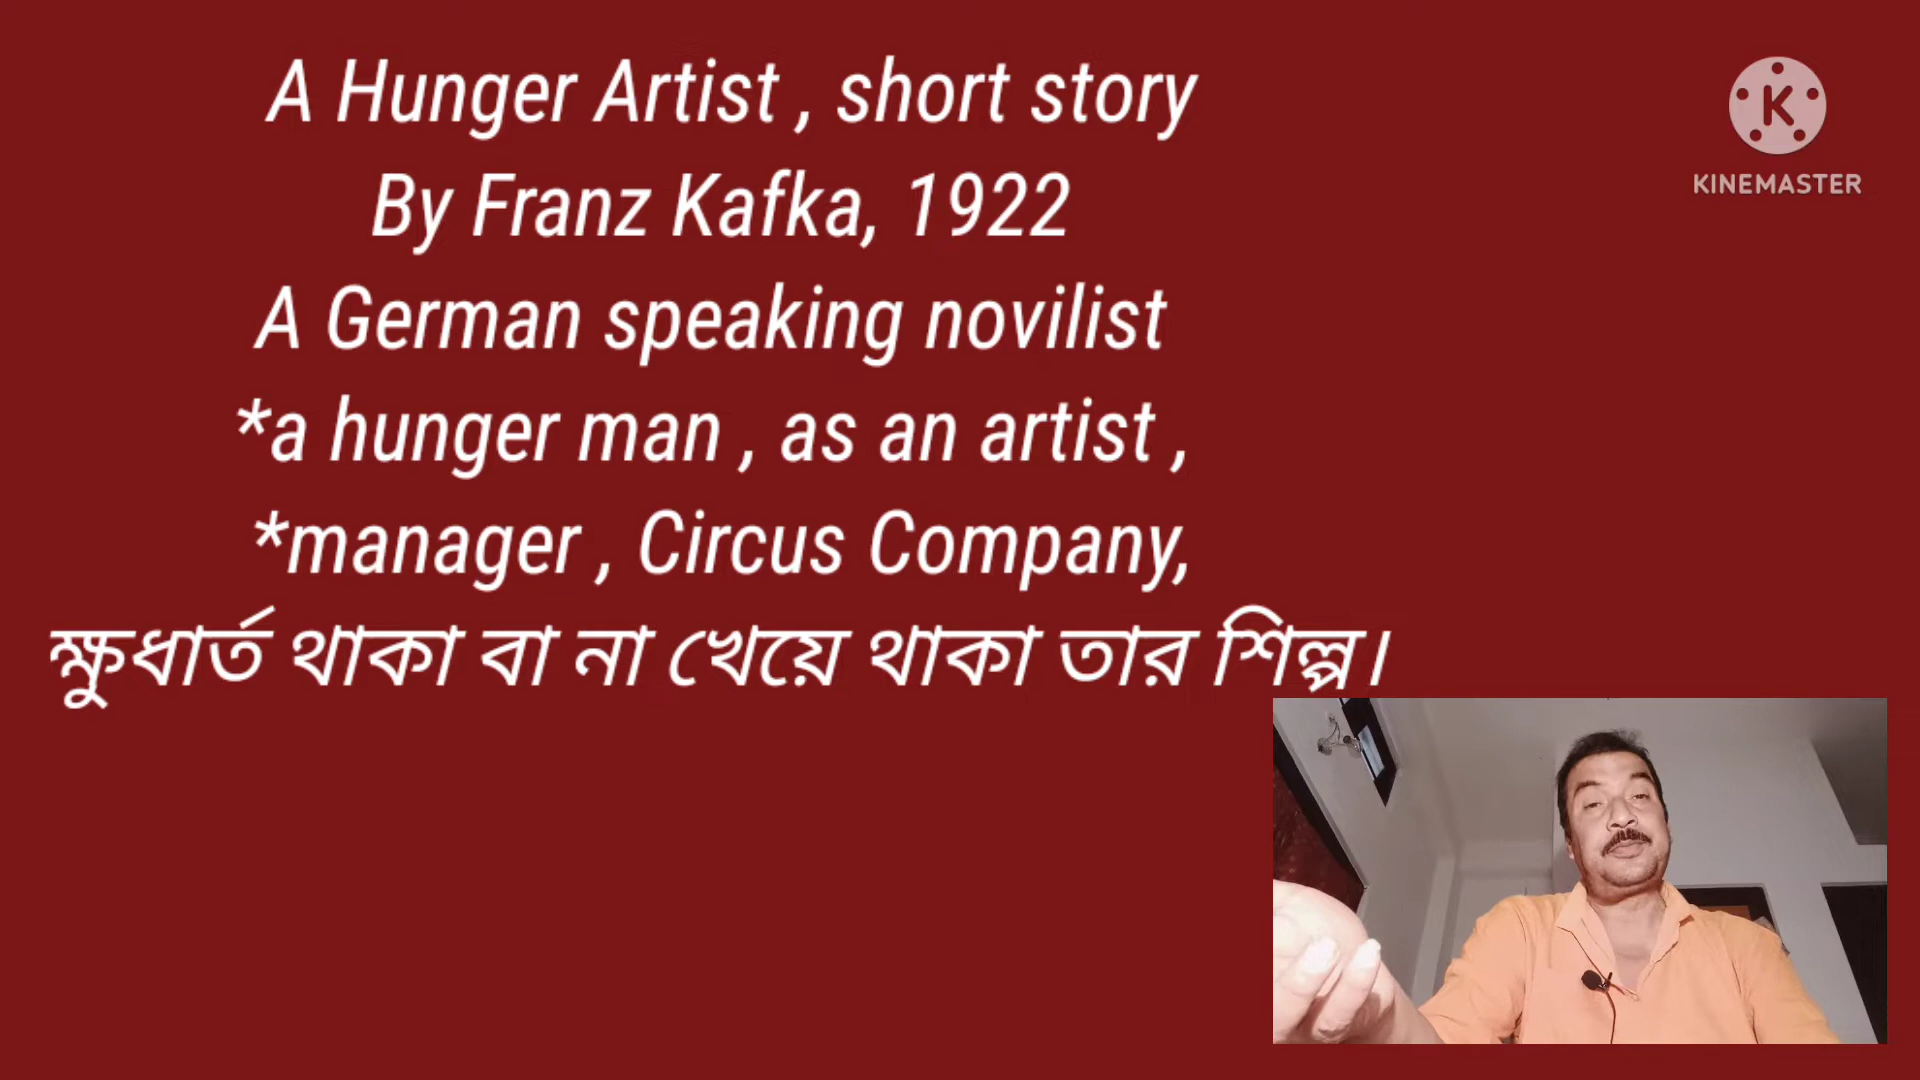 A Hunger Artist , short story
By Franz Kafka, 1922
A German speaking novilist
*a hunger man , as an artist ,
*manager , Circus Company,
ক্ষুধার্ত থাকা বা না খেয়ে থাকা তার শিল্প।
K
KINEMASTER